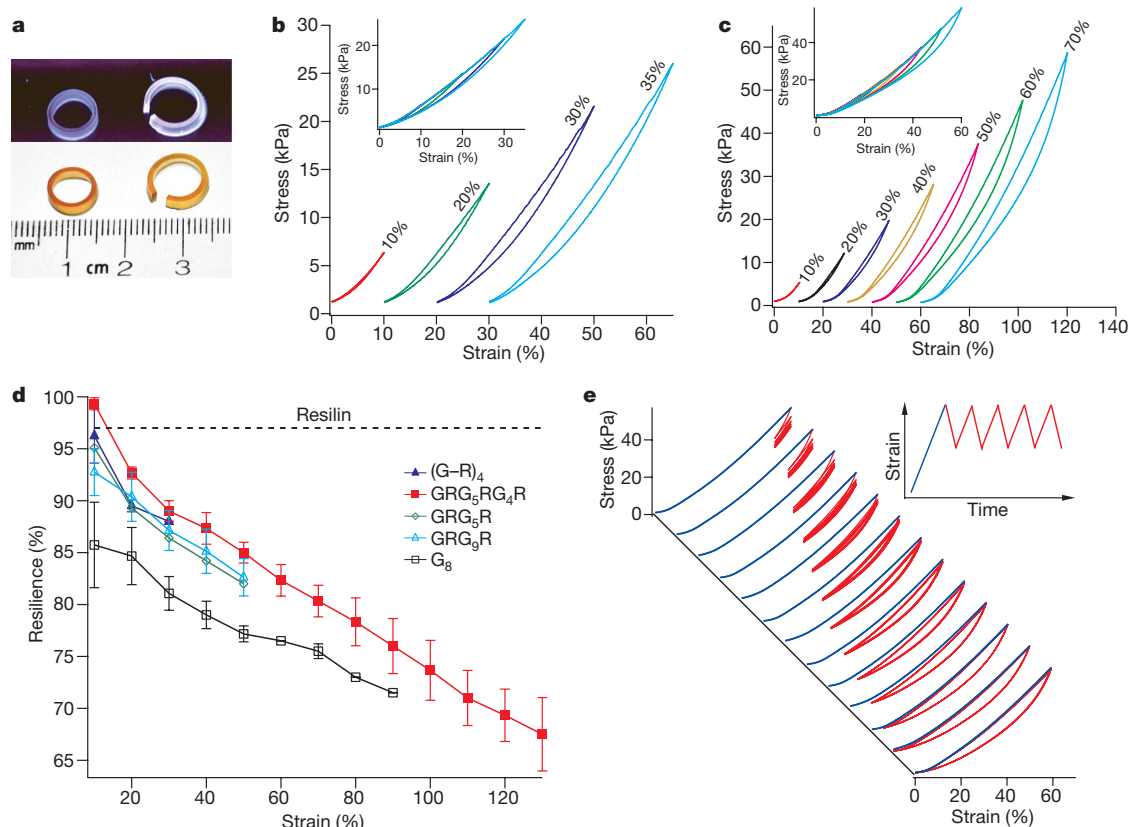 a
mm
1 cm 2 3
b
Stress (kPa)
30
25
20
15
10
5
0
0 10 20 30 40 50 60
Strain (%)
10%
20%
30%
35%
Stress (kPa)
20
10
0 10 20 30
Strain (%)
c
Stress (kPa)
60
50
40
30
20
10
0
0 20 40 60 80 100 120 140
Strain (%)
10%
20%
30%
40%
50%
60%
70%
Stress (kPa)
40
20
0 20 40 60
Strain (%)
d
Resilience (%)
100
95
90
85
80
75
70
65
20 40 60 80 100 120
Strain (%)
Resilin
(G–R)₄
GRG₅RG₄R
GRG₅R
GRG₉R
G₈
e
Stress (kPa)
40
20
0
Strain
Time
0 20 40 60
Strain (%)